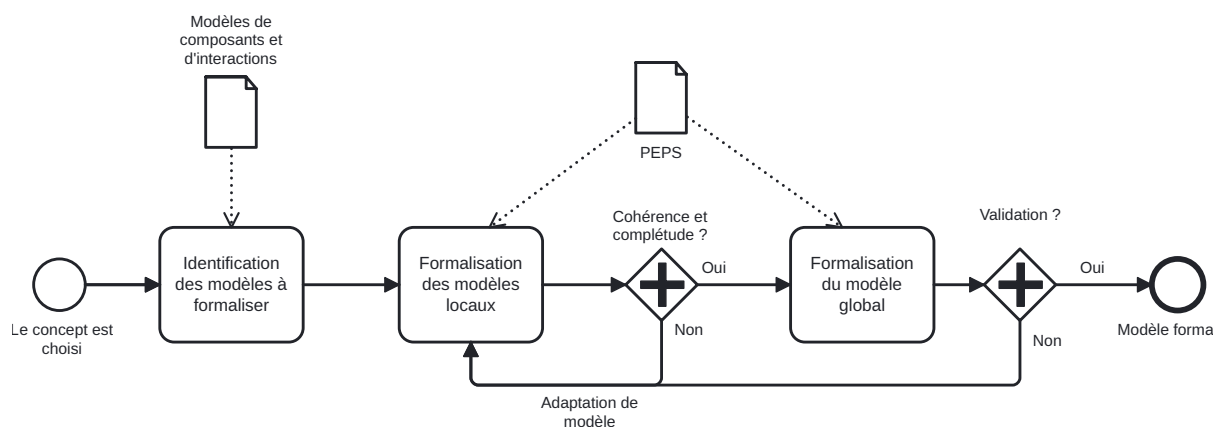 Modèles de
composants et
d'interactions
PEPS
Cohérence et
complétude ?
Validation ?
Identification
des modèles à
formaliser
Formalisation
des modèles
locaux
Oui
Formalisation
du modèle
global
Oui
Le concept est
choisi
Non
Modèle forma
Non
Adaptation de
modèle